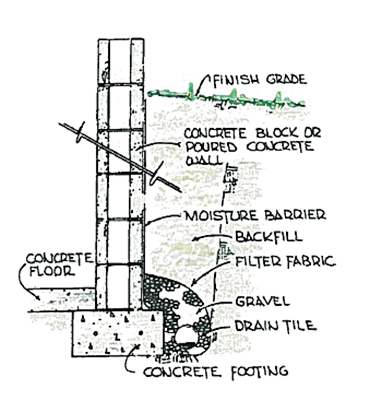 FINISH GRADE
CONCRETE BLOCK OR
POURED CONCRETE
WALL
MOISTURE BARRIER
BACKFILL
CONCRETE
FLOOR
FILTER FABRIC
GRAVEL
DRAIN TILE
CONCRETE FOOTING